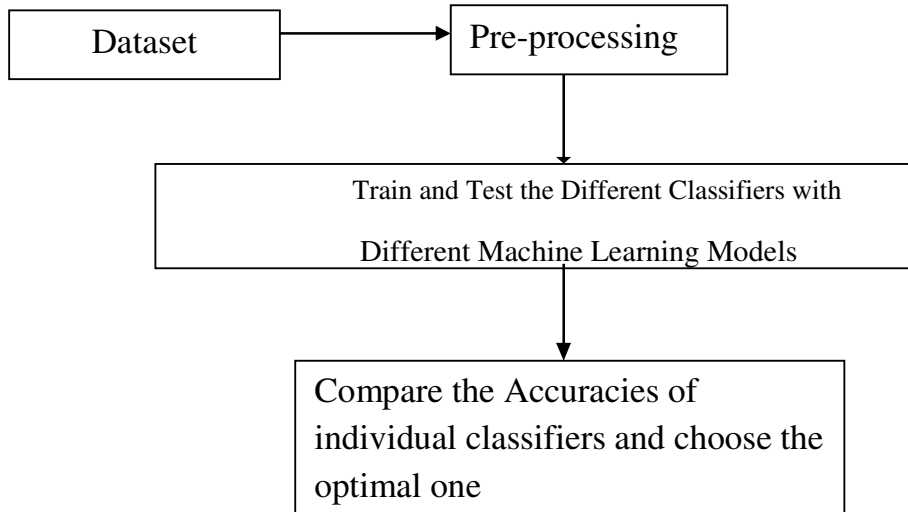 Dataset
Pre-processing
Train and Test the Different Classifiers with
Different Machine Learning Models
Compare the Accuracies of
individual classifiers and choose the
optimal one